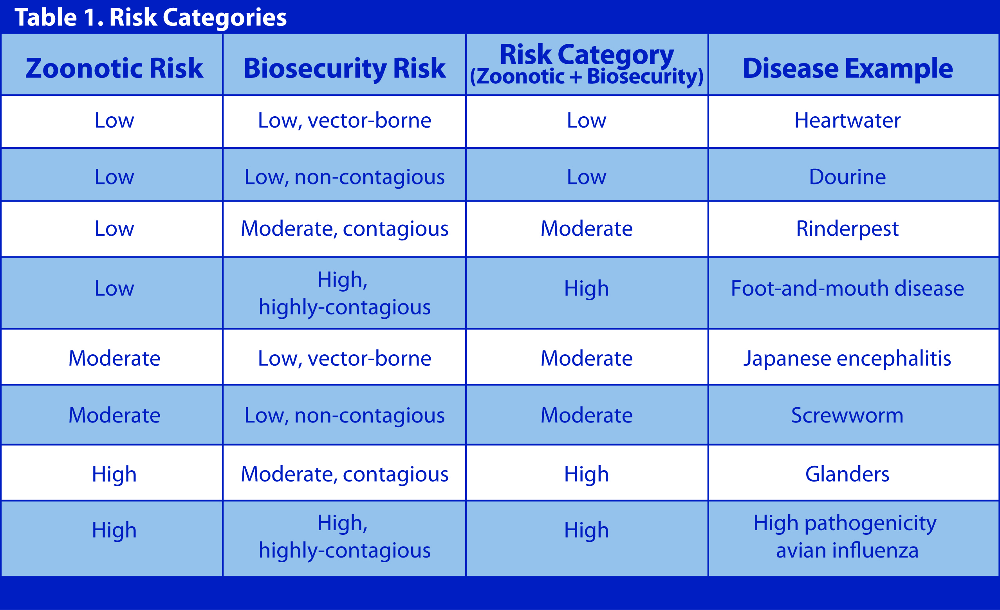 Table 1. Risk Categories
Zoonotic Risk
Biosecurity Risk
Risk Category
(Zoonotic + Biosecurity)
Disease Example
Low
Low, vector-borne
Low
Heartwater
Low
Low, non-contagious
Low
Dourine
Low
Moderate, contagious
Moderate
Rinderpest
Low
High,
highly-contagious
High
Foot-and-mouth disease
Moderate
Low, vector-borne
Moderate
Japanese encephalitis
Moderate
Low, non-contagious
Moderate
Screwworm
High
Moderate, contagious
High
Glanders
High
High,
highly-contagious
High
High pathogenicity
avian influenza